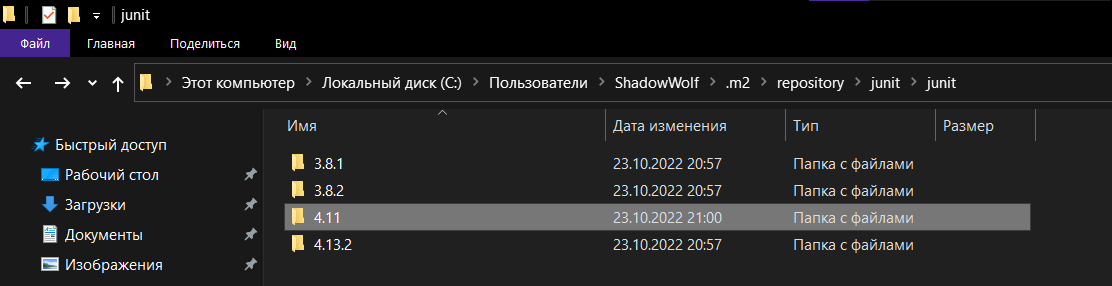 junit
Файл Главная Поделиться Вид
Этот компьютер Локальный диск (C:) Пользователи ShadowWolf .m2 repository junit junit
Имя Дата изменения Тип Размер
Быстрый доступ
Рабочий стол
Загрузки
Документы
Изображения
3.8.1 23.10.2022 20:57 Папка с файлами
3.8.2 23.10.2022 20:57 Папка с файлами
4.11 23.10.2022 21:00 Папка с файлами
4.13.2 23.10.2022 20:57 Папка с файлами